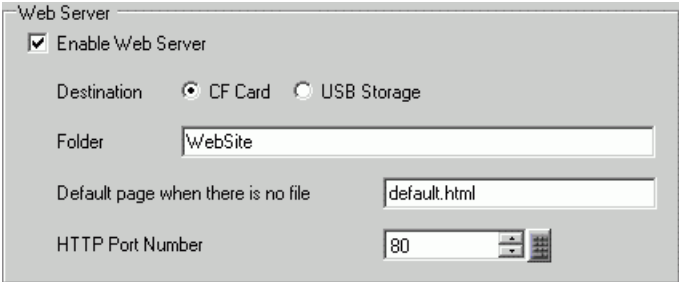 Web Server
Enable Web Server
Destination CF Card USB Storage
Folder WebSite
Default page when there is no file default.html
HTTP Port Number 80